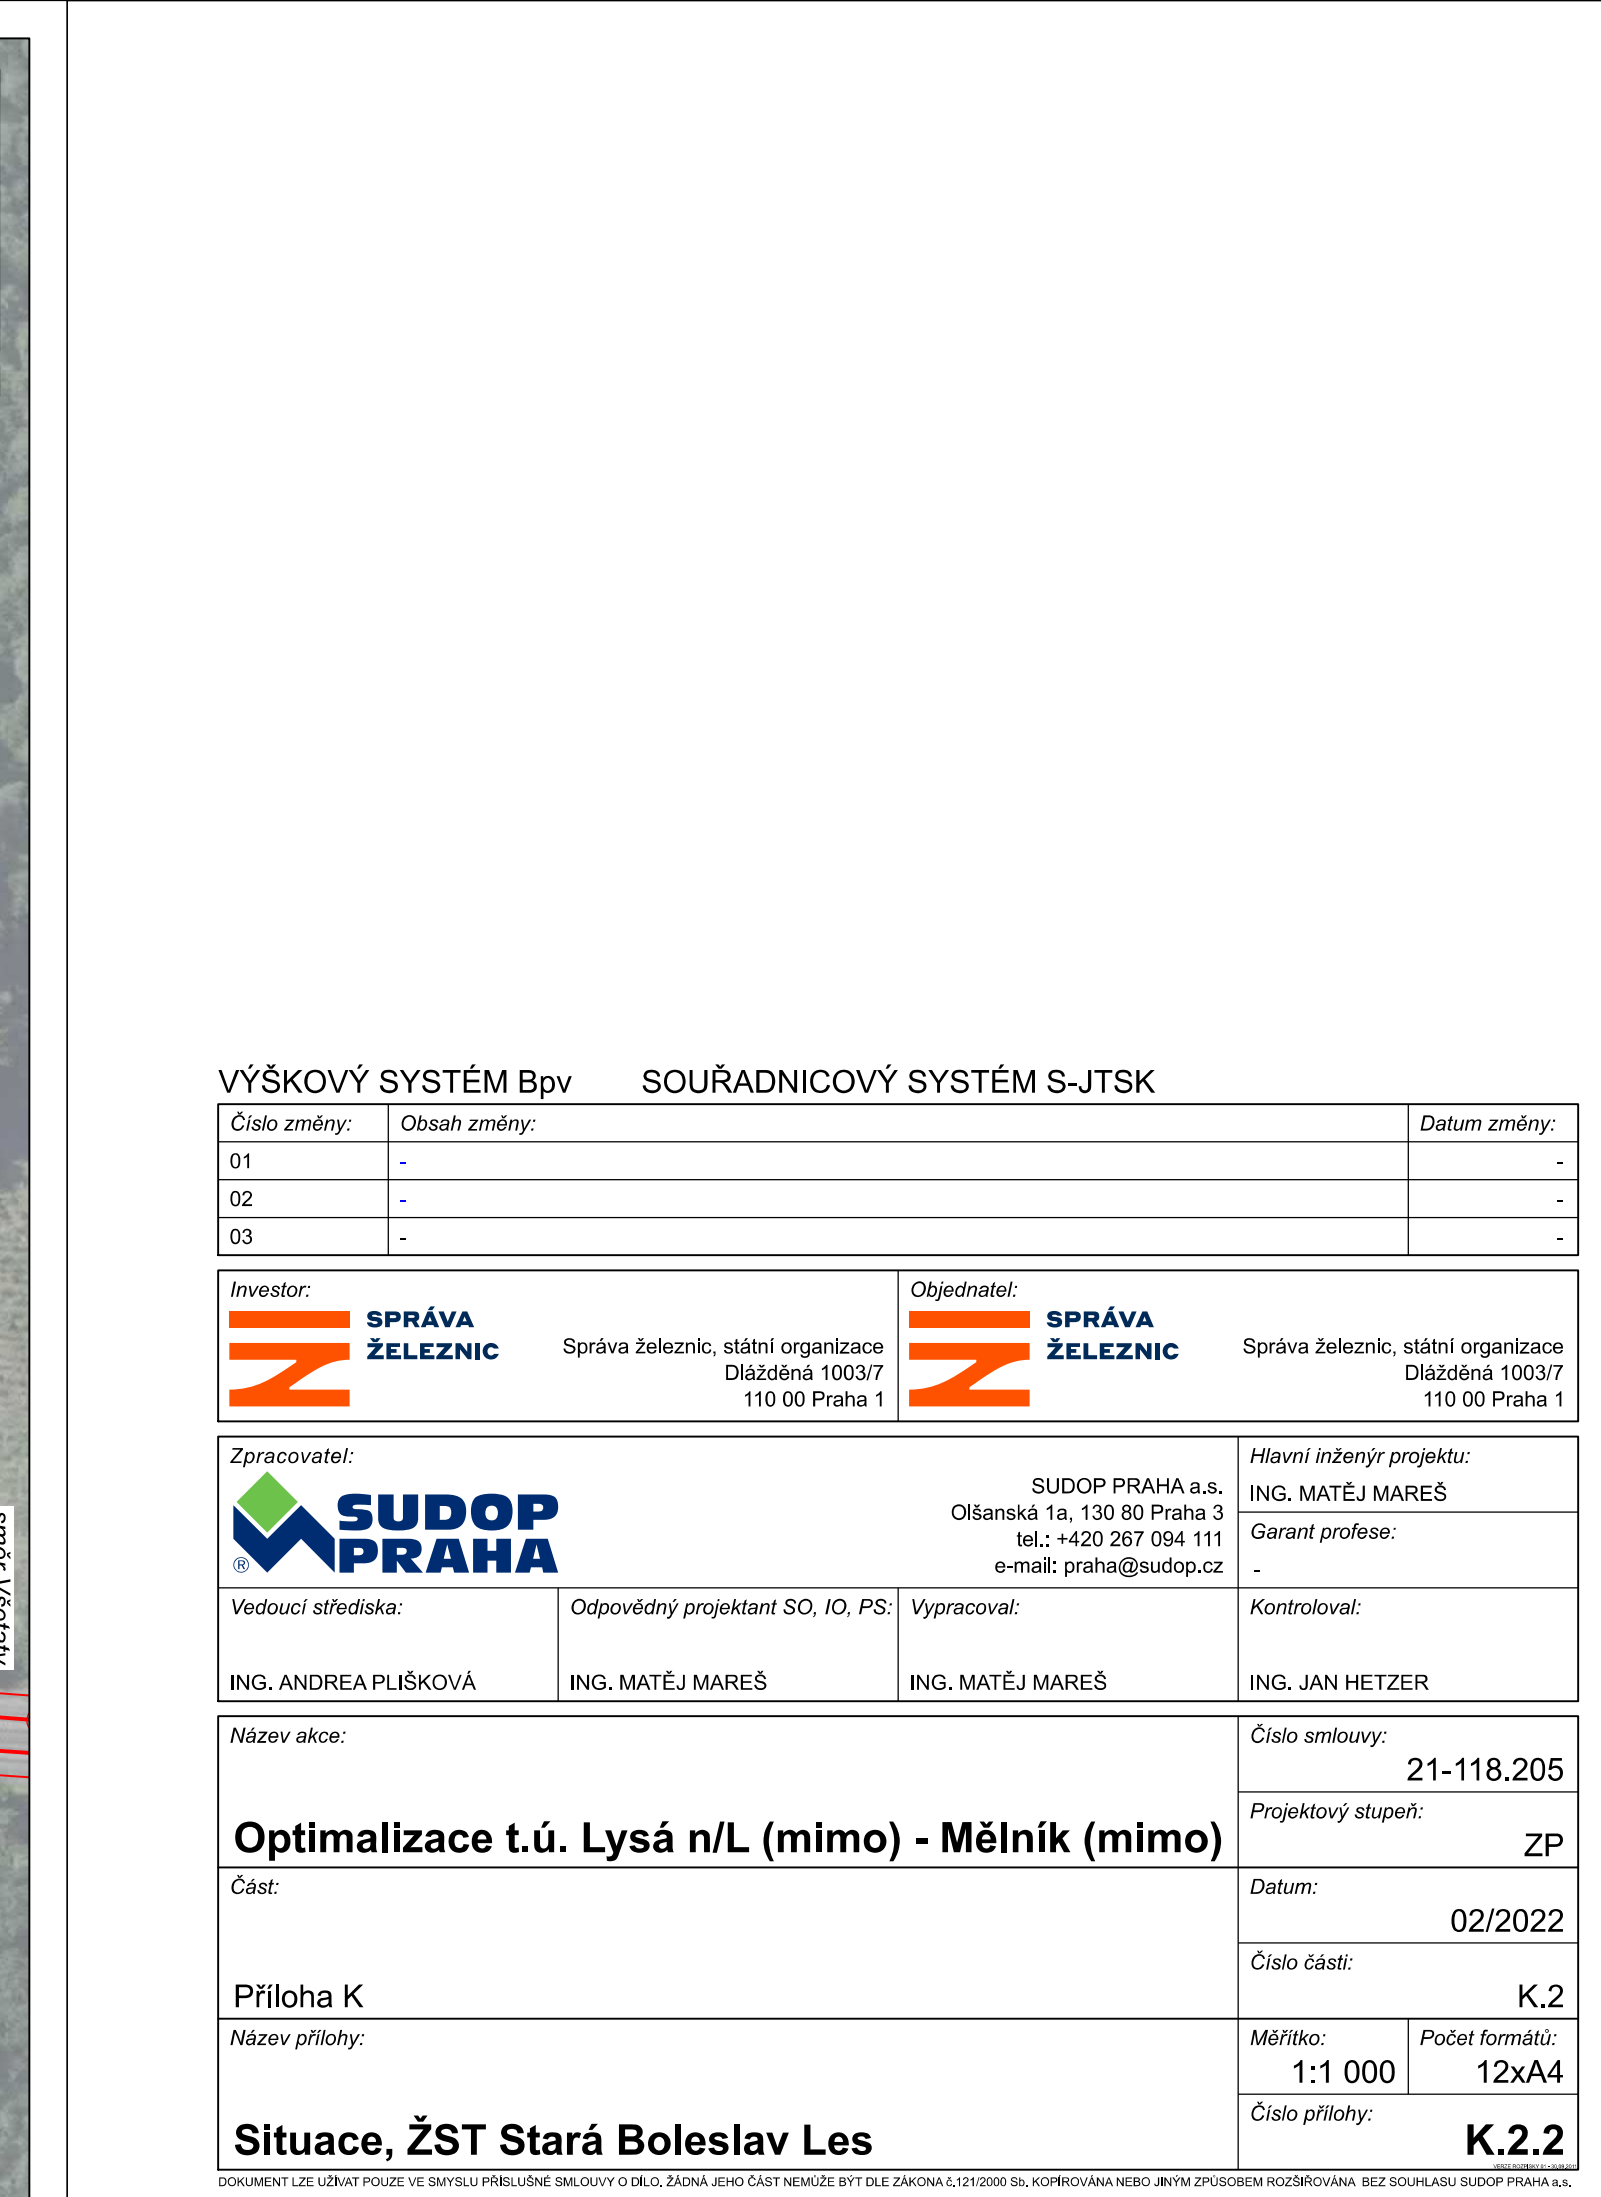 směr Všetaty
VÝŠKOVÝ SYSTÉM Bpv SOUŘADNICOVÝ SYSTÉM S-JTSK
Číslo změny: Obsah změny: Datum změny:
01 - -
02 - -
03 - -
Investor:
SPRÁVA
ŽELEZNIC
Správa železnic, státní organizace
Dlážděná 1003/7
110 00 Praha 1
Objednatel:
SPRÁVA
ŽELEZNIC
Správa železnic, státní organizace
Dlážděná 1003/7
110 00 Praha 1
Zpracovatel:
SUDOP
PRAHA
®
SUDOP PRAHA a.s.
Olšanská 1a, 130 80 Praha 3
tel.: +420 267 094 111
e-mail: praha@sudop.cz
Hlavní inženýr projektu:
ING. MATĚJ MAREŠ
Garant profese:
-
Vedoucí střediska:
ING. ANDREA PLIŠKOVÁ
Odpovědný projektant SO, IO, PS:
ING. MATĚJ MAREŠ
Vypracoval:
ING. MATĚJ MAREŠ
Kontroloval:
ING. JAN HETZER
Název akce:
Optimalizace t.ú. Lysá n/L (mimo) - Mělník (mimo)
Číslo smlouvy:
21-118.205
Projektový stupeň:
ZP
Část:
Příloha K
Datum:
02/2022
Číslo části:
K.2
Název přílohy:
Situace, ŽST Stará Boleslav Les
Měřítko:
1:1 000
Počet formátů:
12xA4
Číslo přílohy:
K.2.2
VERZE ROZPISKY 01 - 30.09.2011
DOKUMENT LZE UŽÍVAT POUZE VE SMYSLU PŘÍSLUŠNÉ SMLOUVY O DÍLO. ŽÁDNÁ JEHO ČÁST NEMŮŽE BÝT DLE ZÁKONA č.121/2000 Sb. KOPÍROVÁNA NEBO JINÝM ZPŮSOBEM ROZŠIŘOVÁNA BEZ SOUHLASU SUDOP PRAHA a.s.